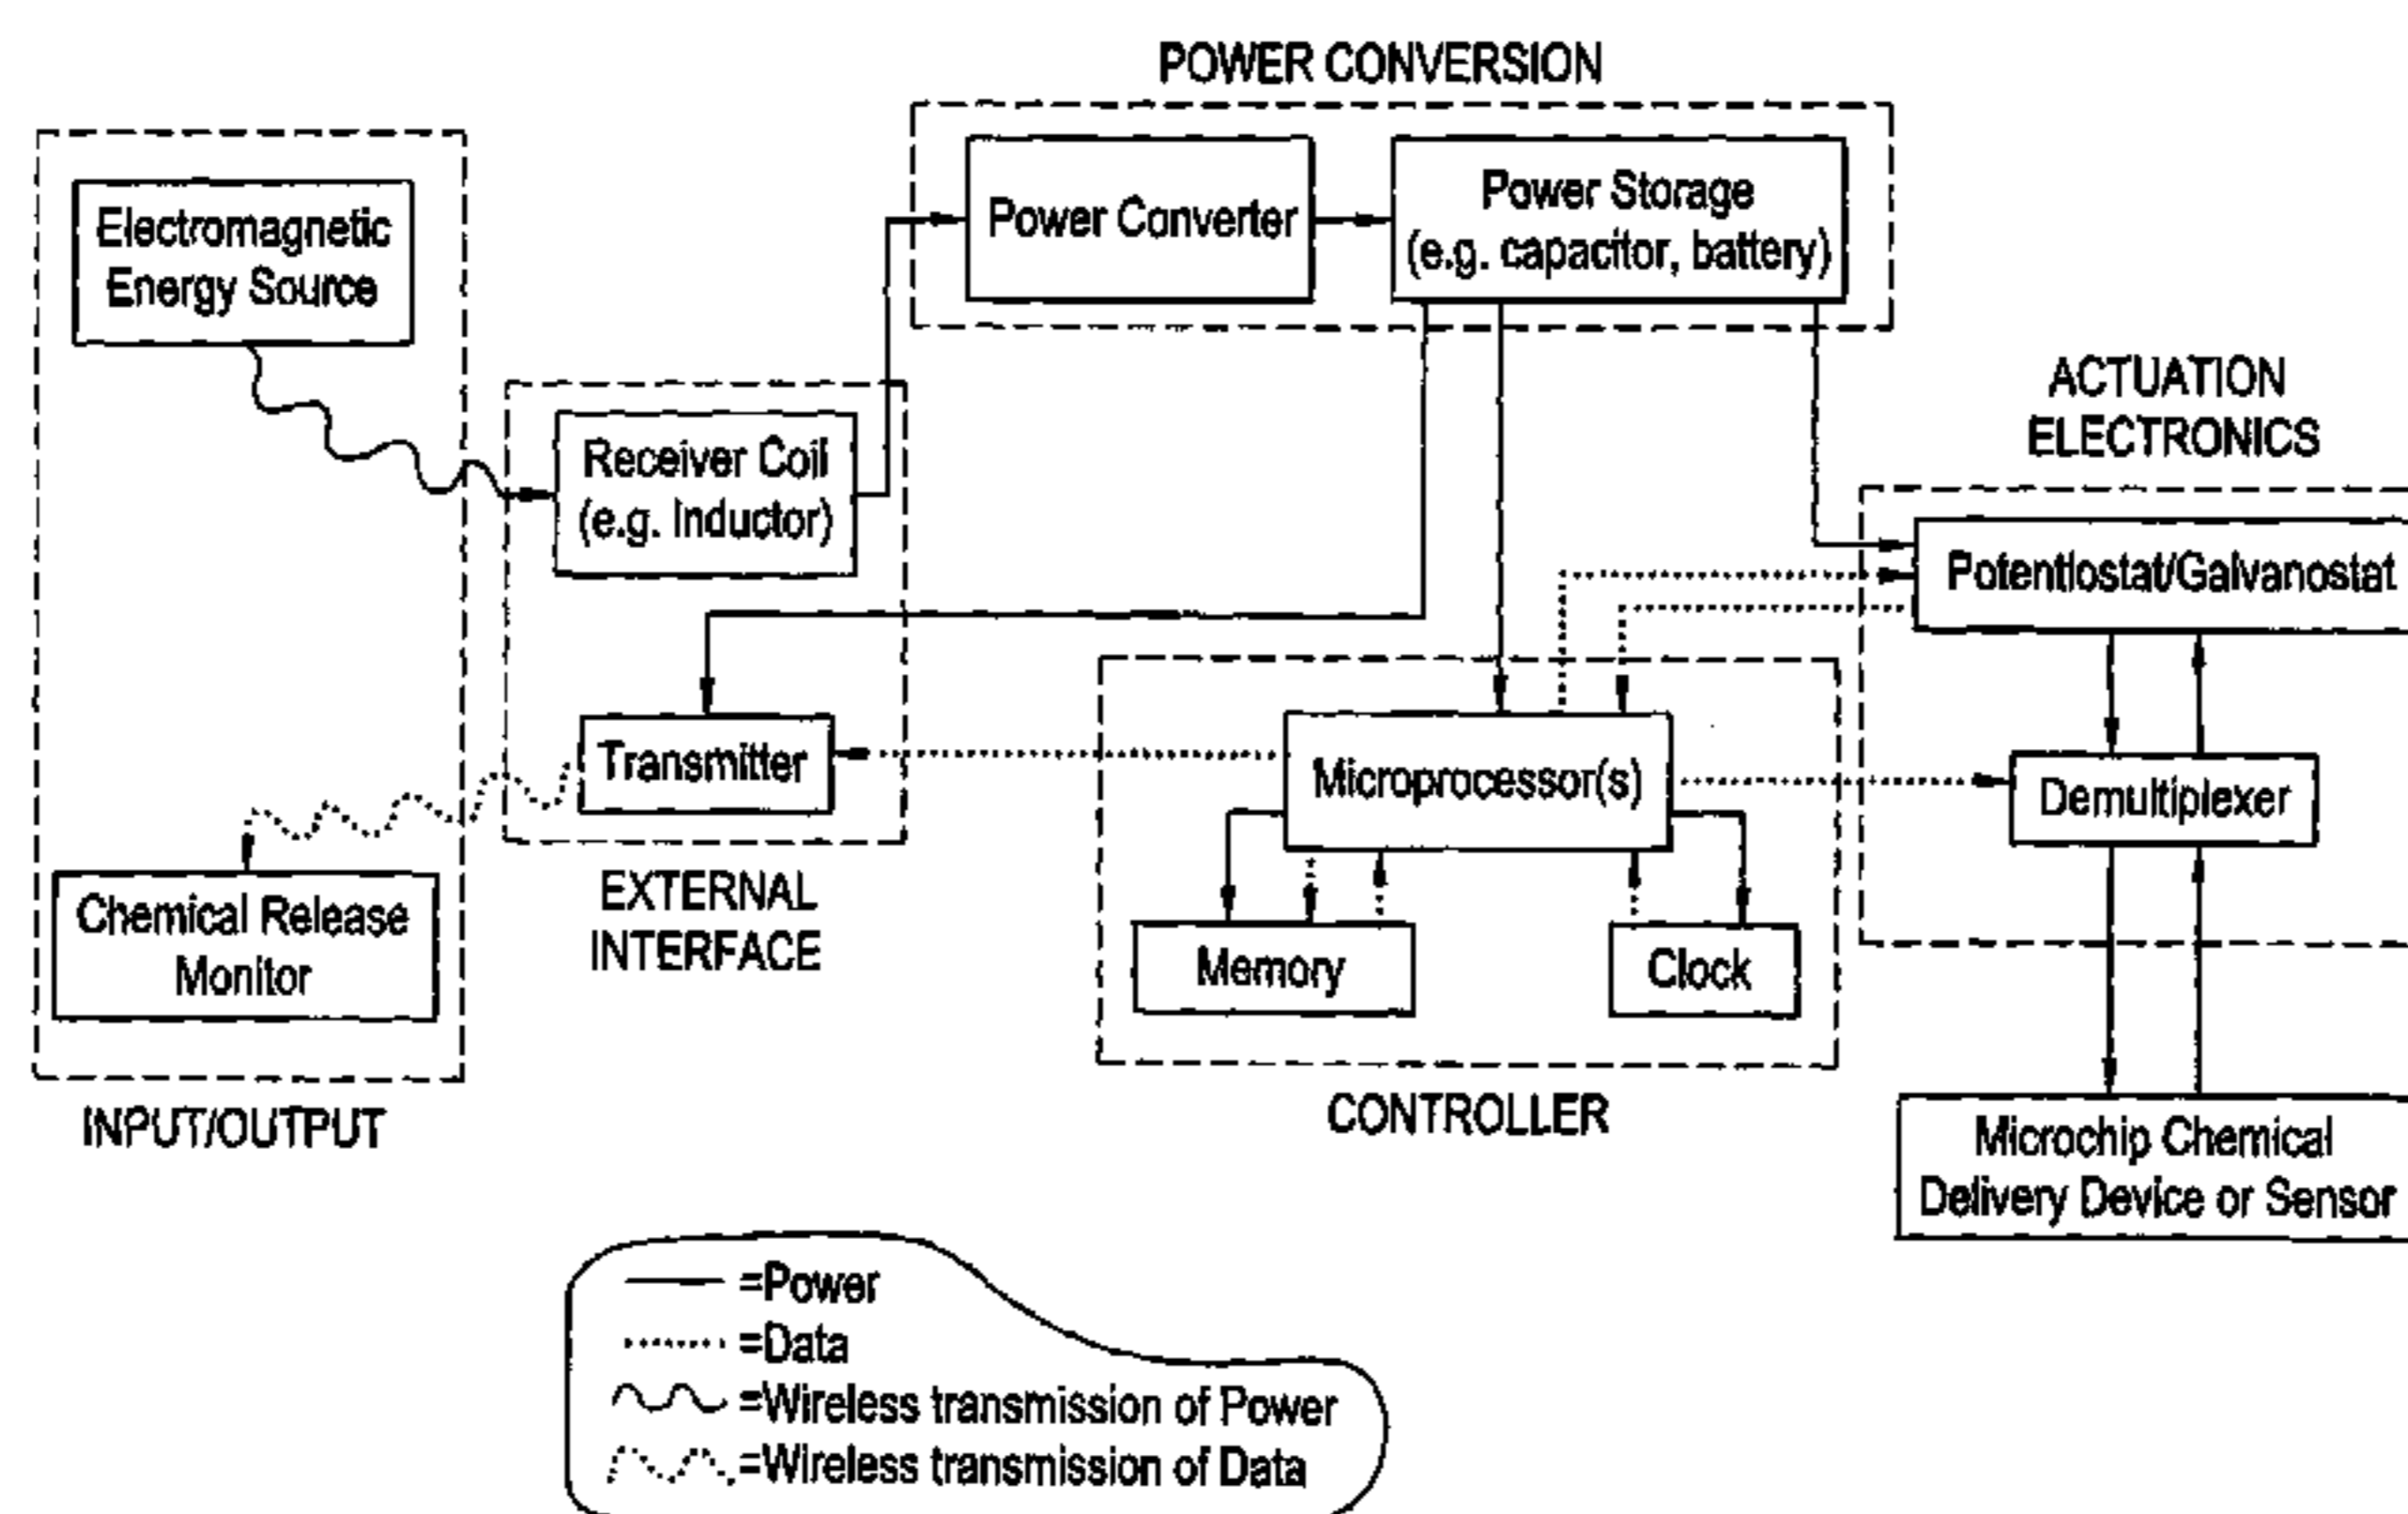 POWER CONVERSION
Electromagnetic
Energy Source
Power Converter
Power Storage
(e.g. capacitor, battery)
Receiver Coil
(e.g. Inductor)
ACTUATION
ELECTRONICS
Potentiostat/Galvanostat
Transmitter
Microprocessor(s)
Demultiplexer
Chemical Release
Monitor
EXTERNAL
INTERFACE
Memory
Clock
INPUT/OUTPUT
CONTROLLER
Microchip Chemical
Delivery Device or Sensor
=Power
=Data
=Wireless transmission of Power
=Wireless transmission of Data